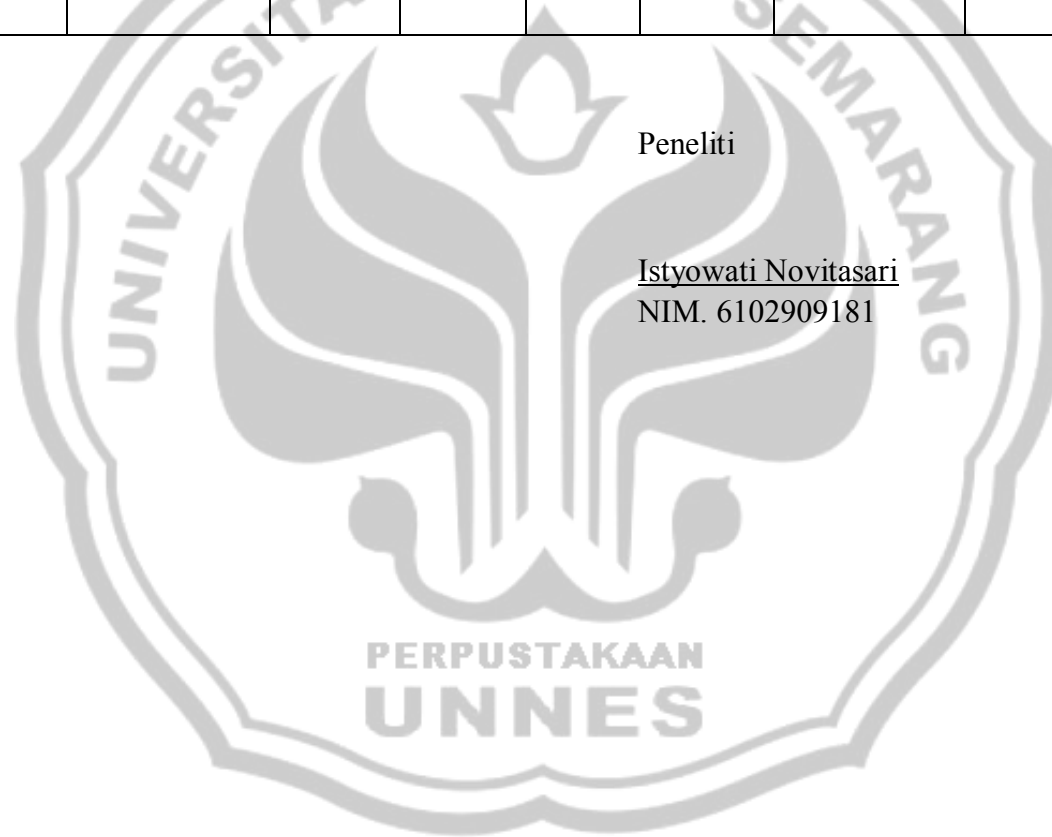 UNIVERSITAS NEGERI SEMARANG
Peneliti
Istyowati Novitasari
NIM. 6102909181
PERPUSTAKAAN
UNNES